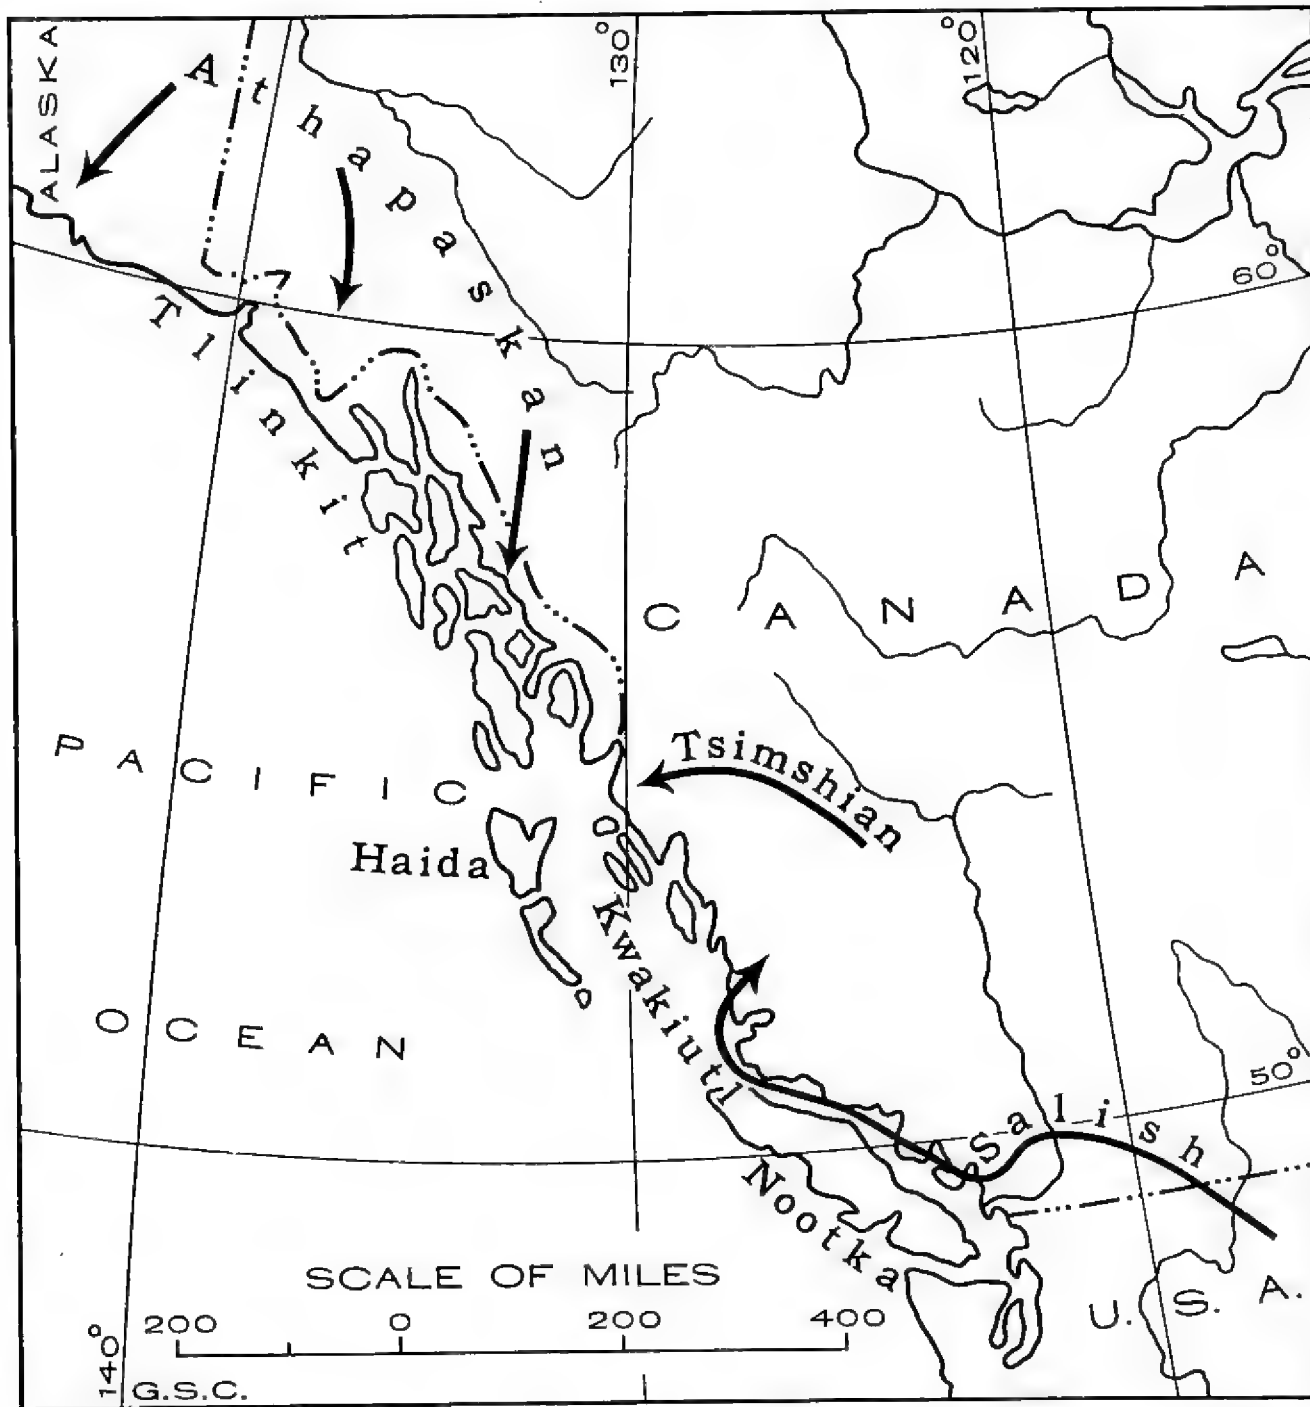 ALASKA
130°
120°
Athapaskan
60°
Tlinkit
CANADA
PACIFIC
OCEAN
Tsimshian
Haida
Kwakiutl
50°
Salish
Nootka
U.S.A.
SCALE OF MILES
200 0 200 400
140°
G.S.C.